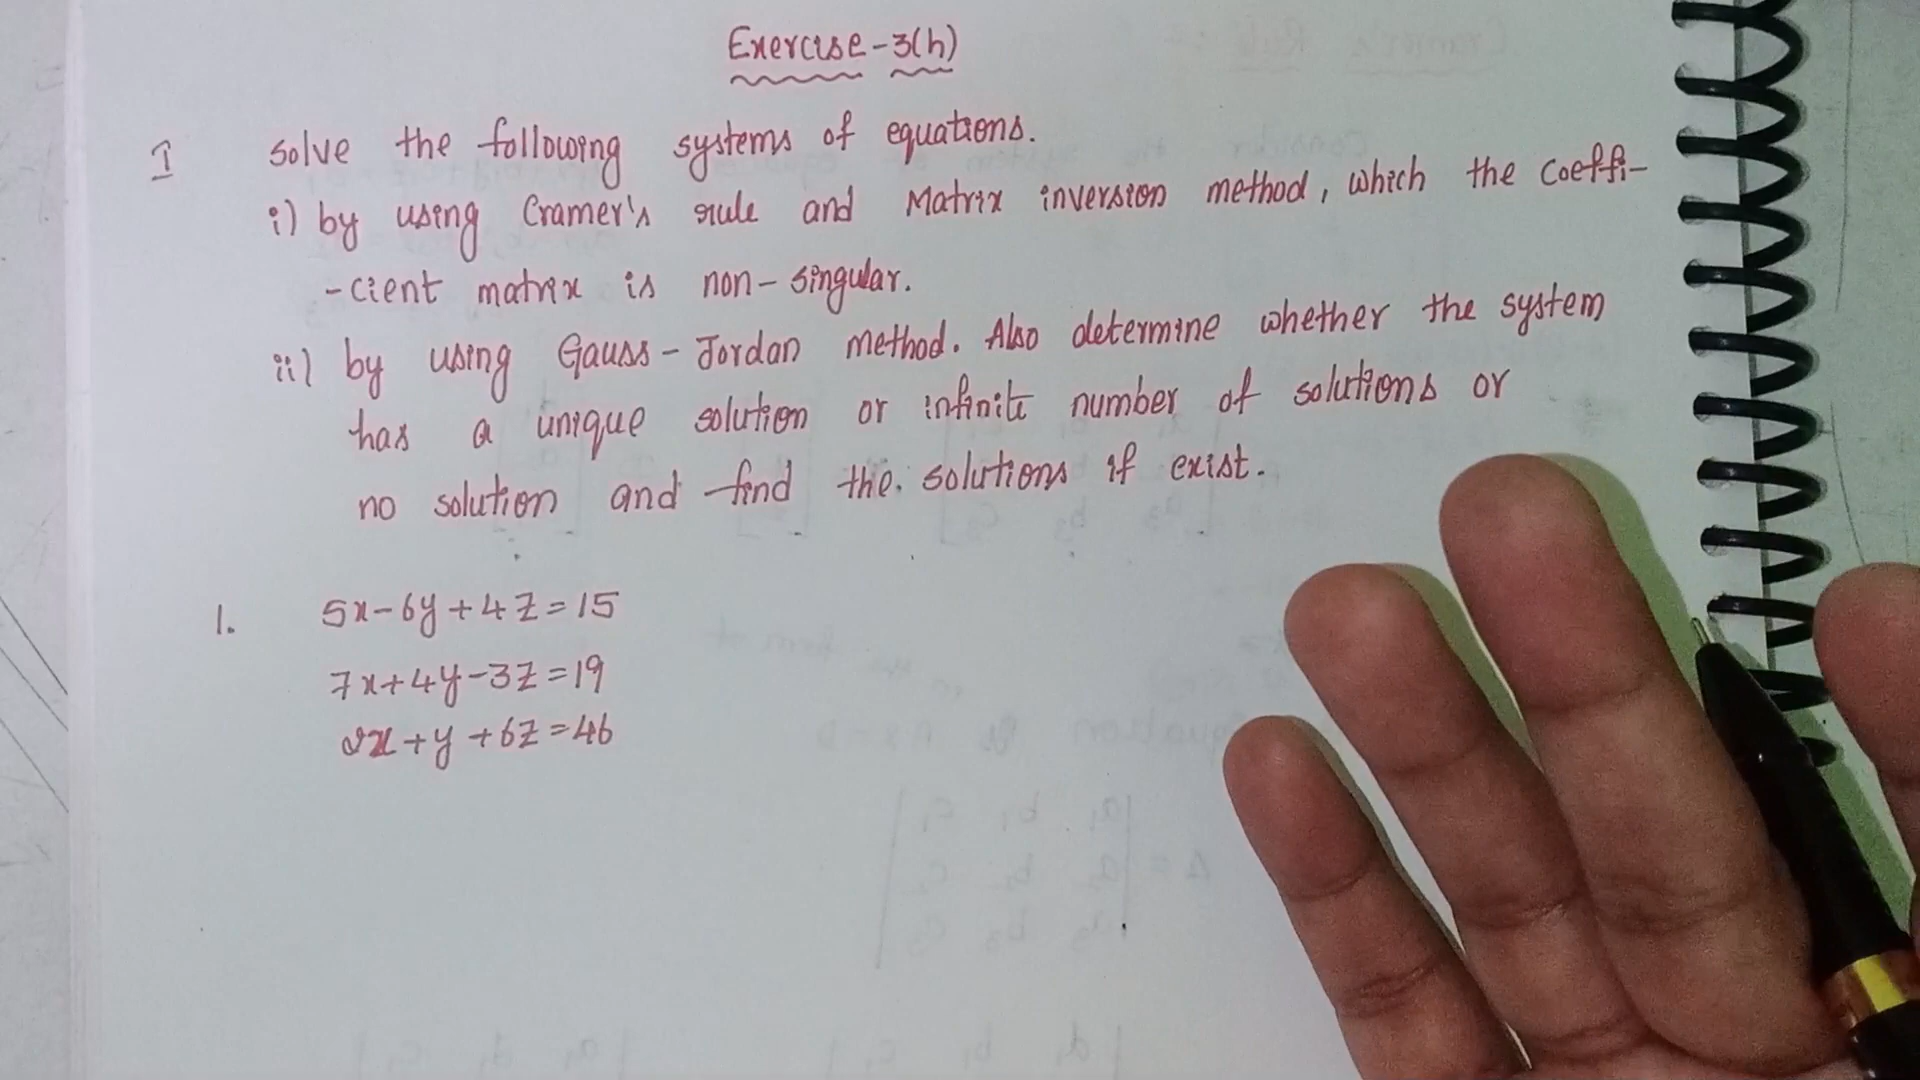 Exercise-3(h)
I solve the following systems of equations.
i) by using Cramer's rule and Matrix inversion method, which the coeffi-
-cient matrix is non-singular.
ii) by using Gauss-Jordan method. Also determine whether the system
has a unique solution or infinite number of solutions or
no solution and find the. solutions if exist.
1. 5x-6y+4z=15
7x+4y-3z=19
2x+y+6z=46